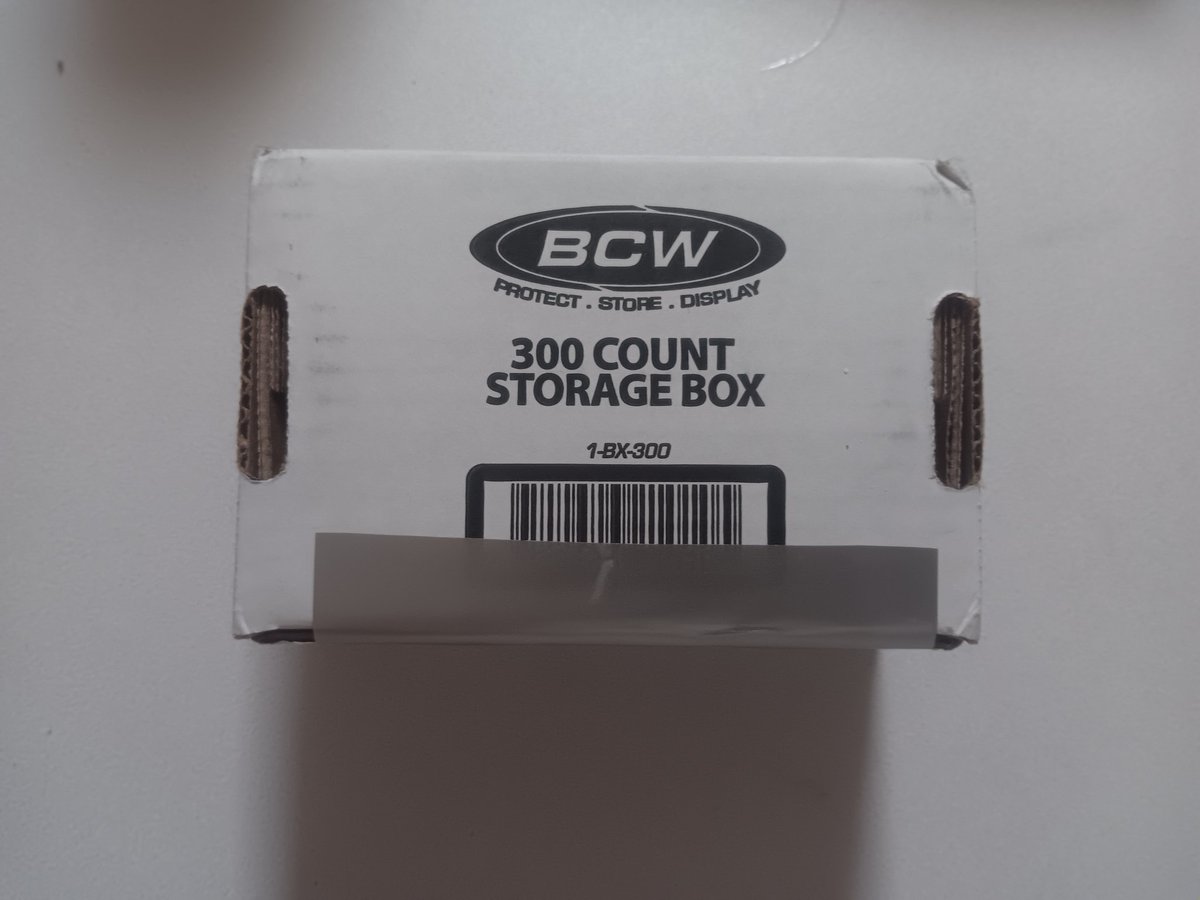 BCW
PROTECT . STORE . DISPLAY
300 COUNT
STORAGE BOX
1-BX-300